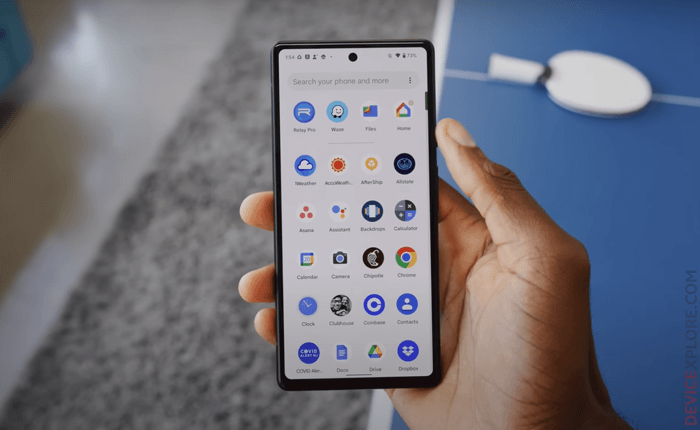 1:54
73%
Search your phone and more
Relay Pro Waze Files Home
1Weather AccuWeath.. AfterShip Allstate
Asana Assistant Backdrops Calculator
Calendar Camera Chipotle Chrome
Clock Clubhouse Coinbase Contacts
COVID
ALERT NJ
COVID Aler.. Docs Drive Dropbox
DEVICEXPLORE.COM